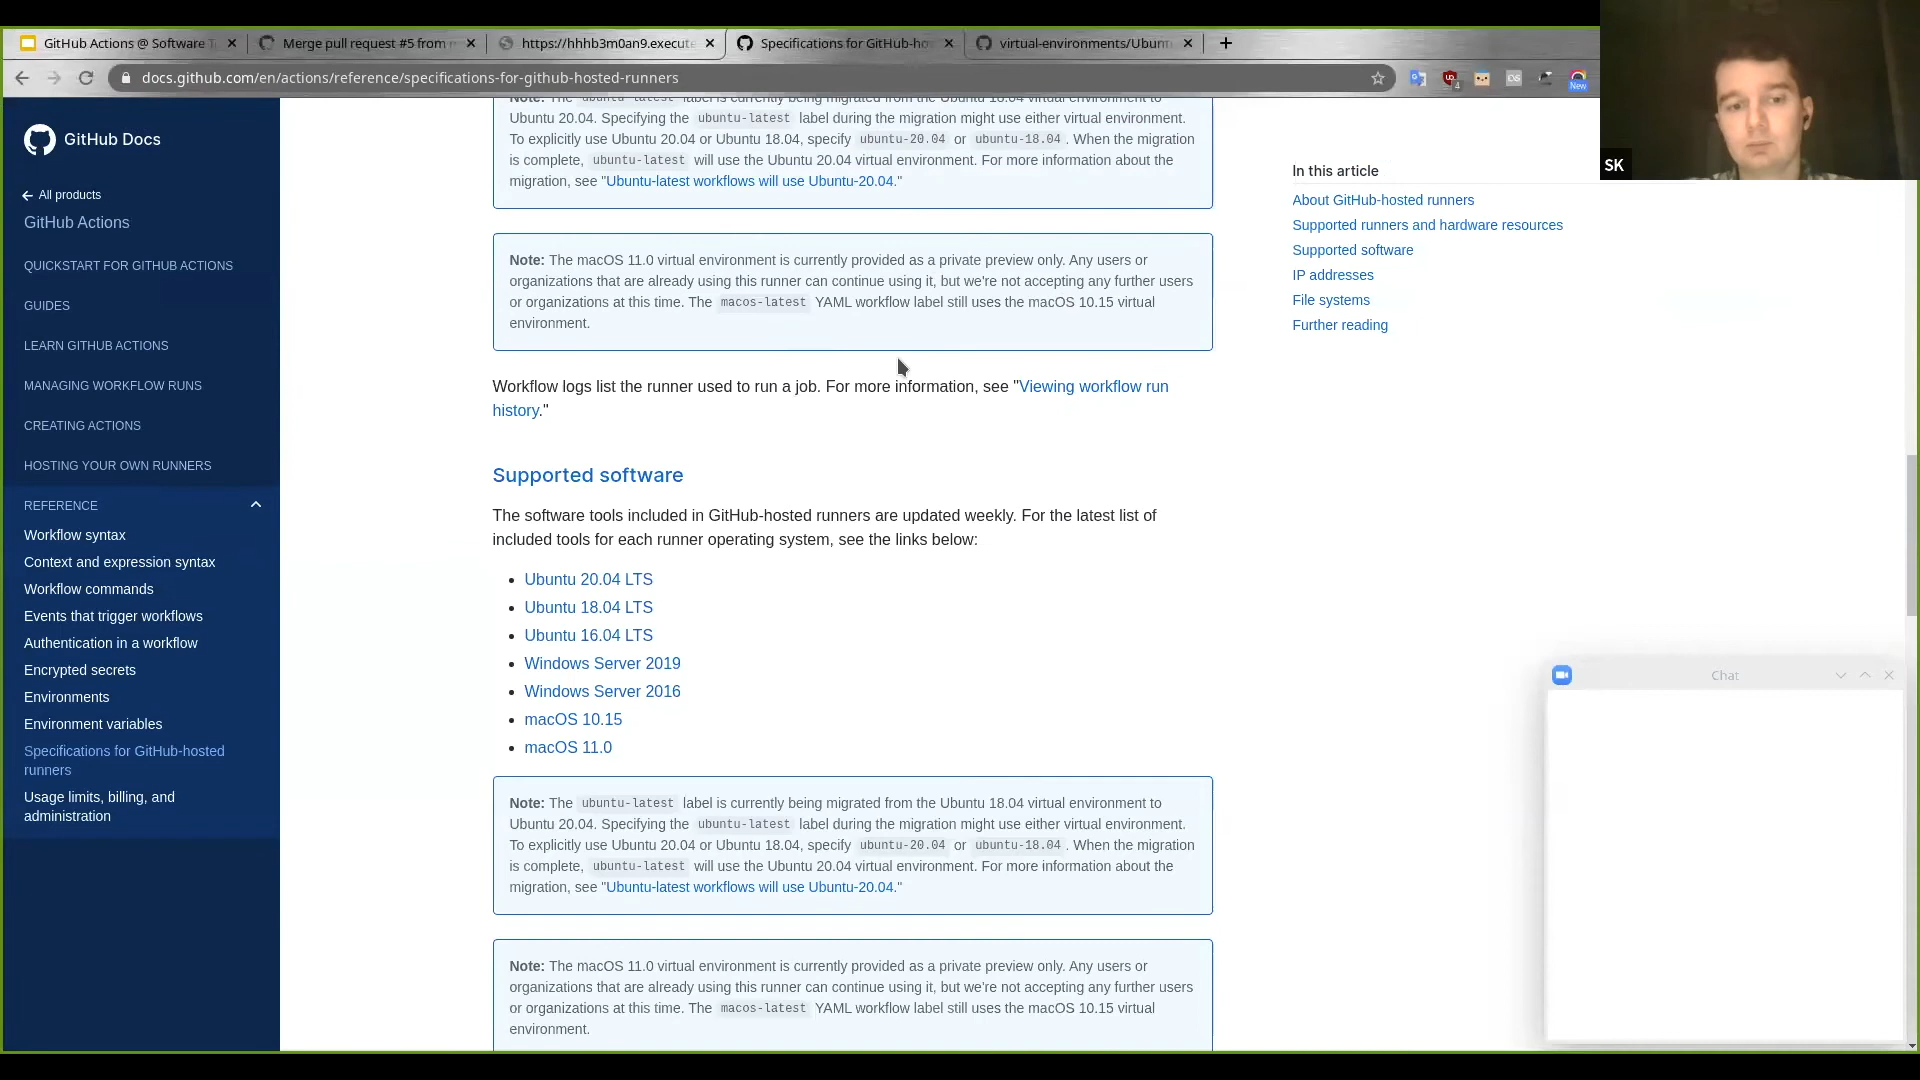 GitHub Actions @ Software T
Merge pull request #5 from m
https://hhhb3m0an9.execute
Specifications for GitHub-ho
virtual-environments/Ubun
docs.github.com/en/actions/reference/specifications-for-github-hosted-runners
New
SK
GitHub Docs
All products
GitHub Actions
QUICKSTART FOR GITHUB ACTIONS
GUIDES
LEARN GITHUB ACTIONS
MANAGING WORKFLOW RUNS
CREATING ACTIONS
HOSTING YOUR OWN RUNNERS
REFERENCE
Workflow syntax
Context and expression syntax
Workflow commands
Events that trigger workflows
Authentication in a workflow
Encrypted secrets
Environments
Environment variables
Specifications for GitHub-hosted
runners
Usage limits, billing, and
administration
Note: The ubuntu-latest label is currently being migrated from the Ubuntu 18.04 virtual environment to
Ubuntu 20.04. Specifying the ubuntu-latest label during the migration might use either virtual environment.
To explicitly use Ubuntu 20.04 or Ubuntu 18.04, specify ubuntu-20.04 or ubuntu-18.04. When the migration
is complete, ubuntu-latest will use the Ubuntu 20.04 virtual environment. For more information about the
migration, see "Ubuntu-latest workflows will use Ubuntu-20.04."
Note: The macOS 11.0 virtual environment is currently provided as a private preview only. Any users or
organizations that are already using this runner can continue using it, but we're not accepting any further users
or organizations at this time. The macos-latest YAML workflow label still uses the macOS 10.15 virtual
environment.
Workflow logs list the runner used to run a job. For more information, see "Viewing workflow run
history."
Supported software
The software tools included in GitHub-hosted runners are updated weekly. For the latest list of
included tools for each runner operating system, see the links below:
• Ubuntu 20.04 LTS
• Ubuntu 18.04 LTS
• Ubuntu 16.04 LTS
• Windows Server 2019
• Windows Server 2016
• macOS 10.15
• macOS 11.0
Note: The ubuntu-latest label is currently being migrated from the Ubuntu 18.04 virtual environment to
Ubuntu 20.04. Specifying the ubuntu-latest label during the migration might use either virtual environment.
To explicitly use Ubuntu 20.04 or Ubuntu 18.04, specify ubuntu-20.04 or ubuntu-18.04. When the migration
is complete, ubuntu-latest will use the Ubuntu 20.04 virtual environment. For more information about the
migration, see "Ubuntu-latest workflows will use Ubuntu-20.04."
Note: The macOS 11.0 virtual environment is currently provided as a private preview only. Any users or
organizations that are already using this runner can continue using it, but we're not accepting any further users
or organizations at this time. The macos-latest YAML workflow label still uses the macOS 10.15 virtual
environment.
In this article
About GitHub-hosted runners
Supported runners and hardware resources
Supported software
IP addresses
File systems
Further reading
Chat